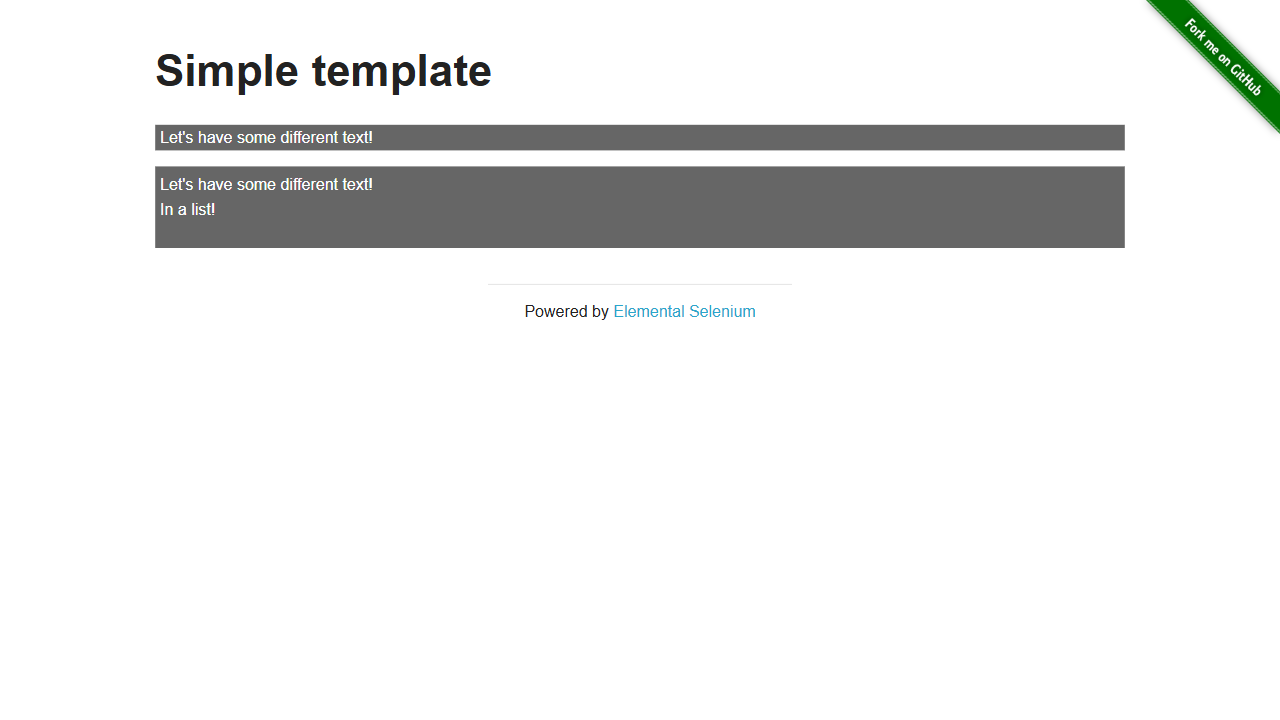 Fork me on GitHub
Simple template
Let's have some different text!
Let's have some different text!
In a list!
Powered by Elemental Selenium